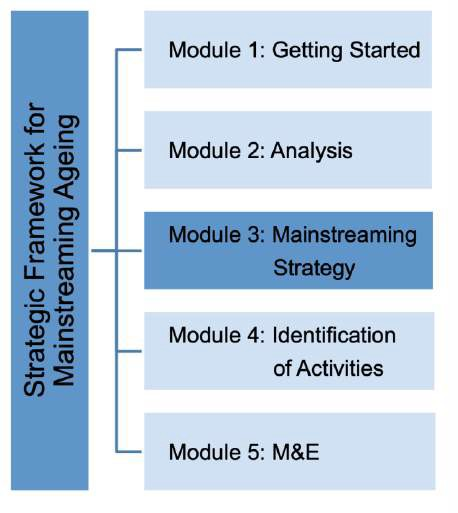 Strategic Framework for
Mainstreaming Ageing
Module 1: Getting Started
Module 2: Analysis
Module 3: Mainstreaming
Strategy
Module 4: Identification
of Activities
Module 5: M&E